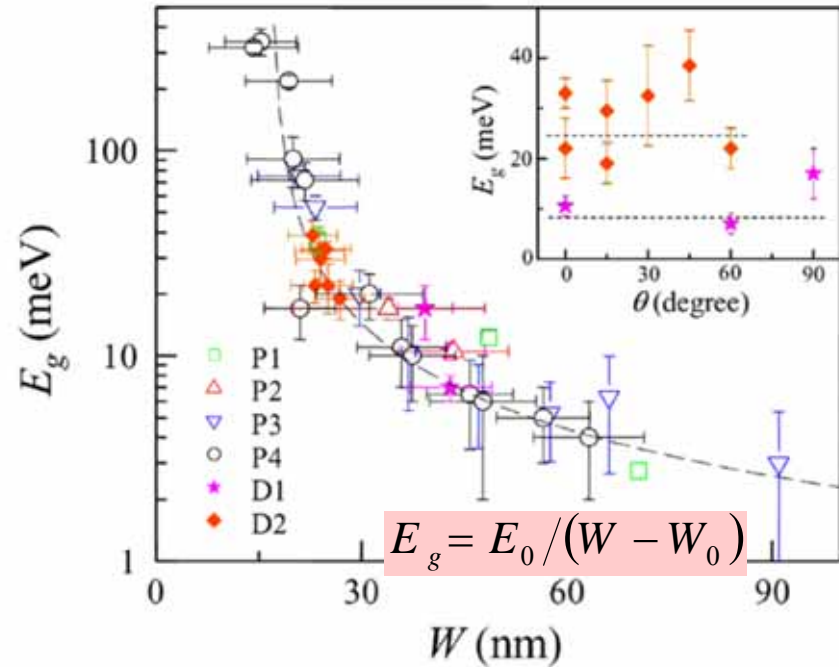 E_g (meV)
100
10
1
0
30
60
90
W (nm)
P1
P2
P3
P4
D1
D2
E_g = E_0/(W − W_0)
E_g (meV)
40
20
0
0
30
60
90
θ (degree)